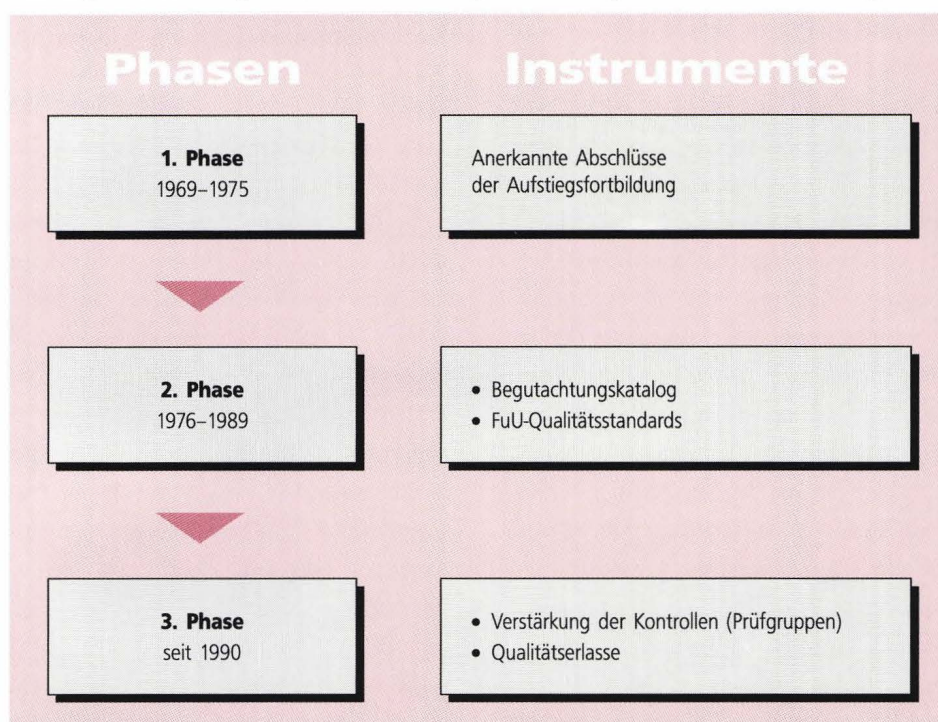 Phasen Instrumente
1. Phase
1969–1975
Anerkannte Abschlüsse
der Aufstiegsfortbildung
2. Phase
1976–1989
• Begutachtungskatalog
• FuU-Qualitätsstandards
3. Phase
seit 1990
• Verstärkung der Kontrollen (Prüfgruppen)
• Qualitätserlasse